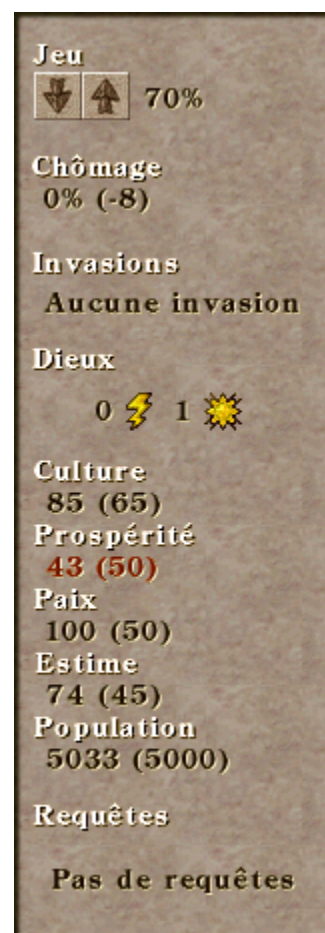 Jeu
70%
Chômage
0% (-8)
Invasions
Aucune invasion
Dieux
0 1
Culture
85 (65)
Prospérité
43 (50)
Paix
100 (50)
Estime
74 (45)
Population
5033 (5000)
Requêtes
Pas de requêtes